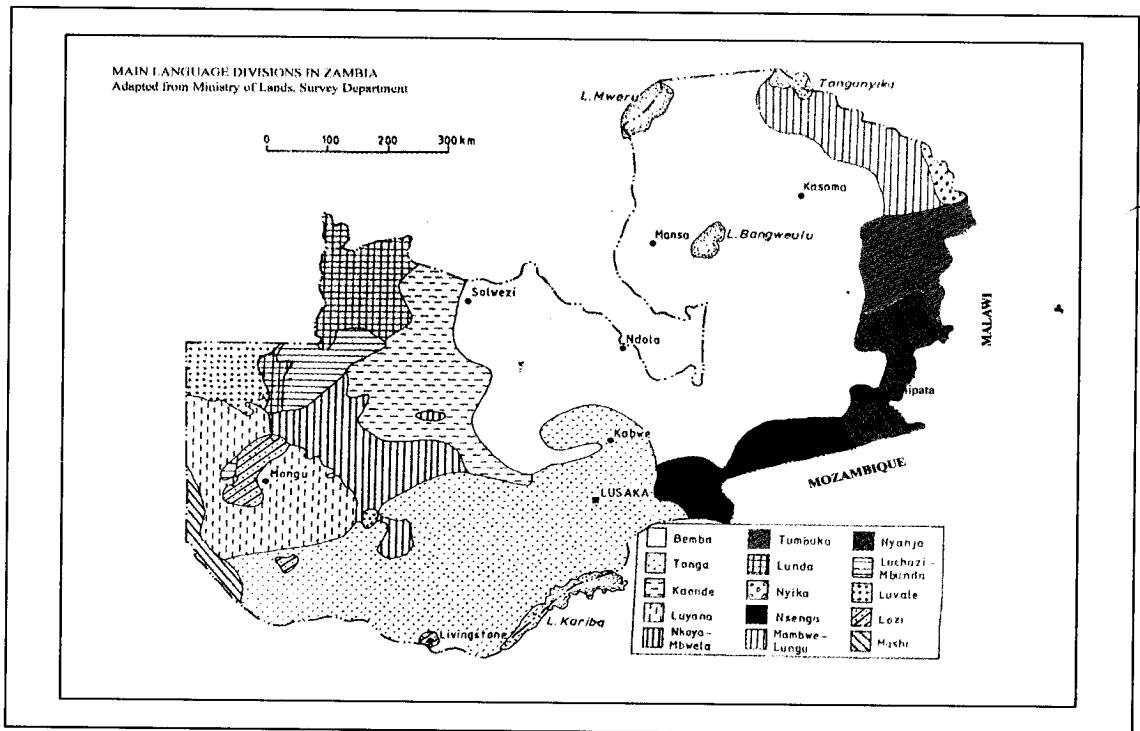 MAIN LANGUAGE DIVISIONS IN ZAMBIA
Adapted from Ministry of Lands, Survey Department
0 100 200 300 km
L. Mweru
Tanganyika
Kasama
Mansa
L. Bangweulu
Solwezi
Ndola
MALAWI
ipata
Kabwe
Mongu
MOZAMBIQUE
LUSAKA
L. Kariba
Livingstone
Bemba
Tonga
Kaonde
Luyana
Nkoya-
Mbwela
Tumbuka
Lunda
Nyika
Nsenga
Mambwe-
Lungu
Nyanja
Luchazi-
Mbunda
Luvale
Lozi
Mashi